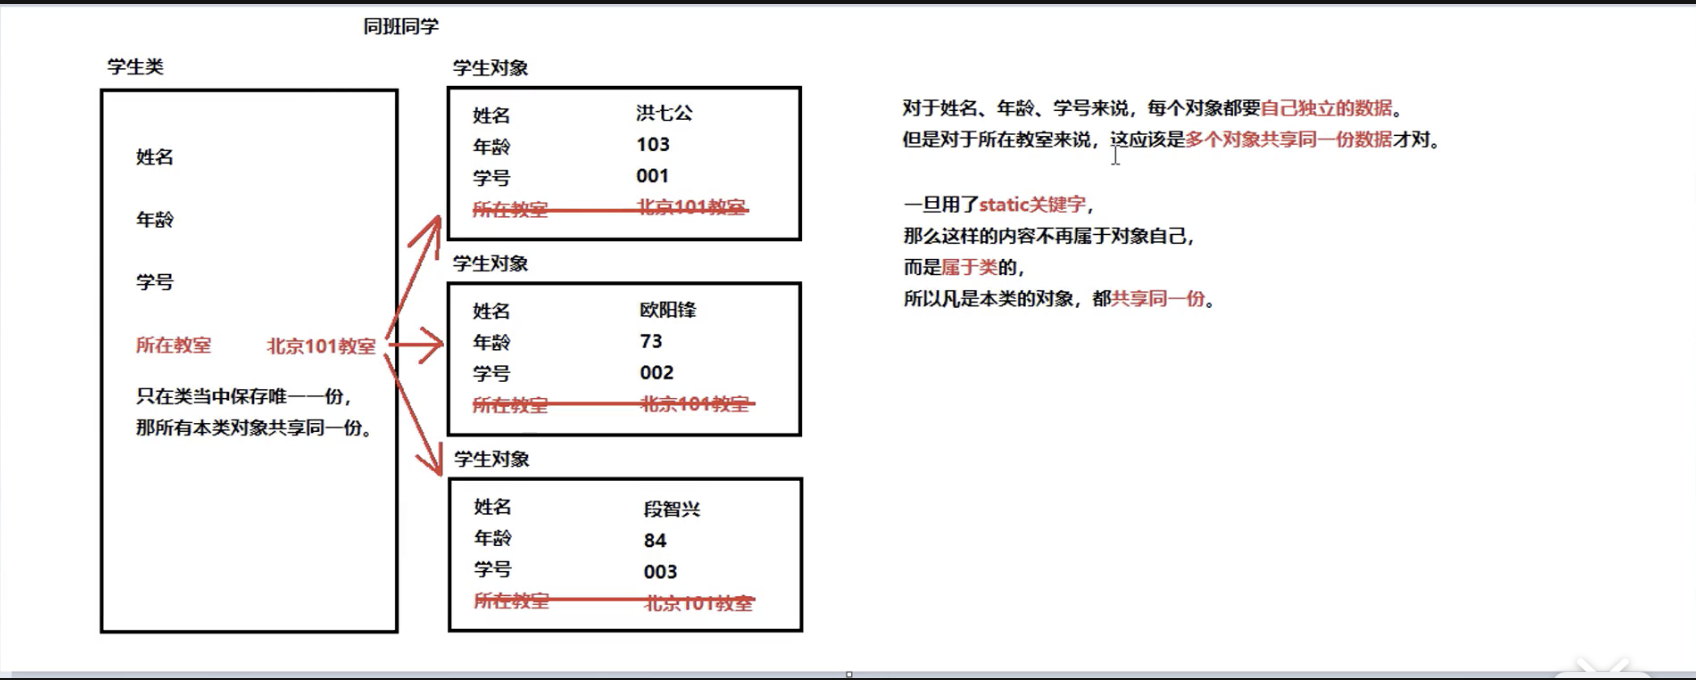 同班同学
学生类
姓名
年龄
学号
所在教室 北京101教室
只在类当中保存唯一一份，
那所有本类对象共享同一份。
学生对象
姓名 洪七公
年龄 103
学号 001
所在教室 北京101教室
学生对象
姓名 欧阳锋
年龄 73
学号 002
所在教室 北京101教室
学生对象
姓名 段智兴
年龄 84
学号 003
所在教室 北京101教室
对于姓名、年龄、学号来说，每个对象都要自己独立的数据。
但是对于所在教室来说，这应该是多个对象共享同一份数据才对。
一旦用了static关键字，
那么这样的内容不再属于对象自己，
而是属于类的，
所以凡是本类的对象，都共享同一份。